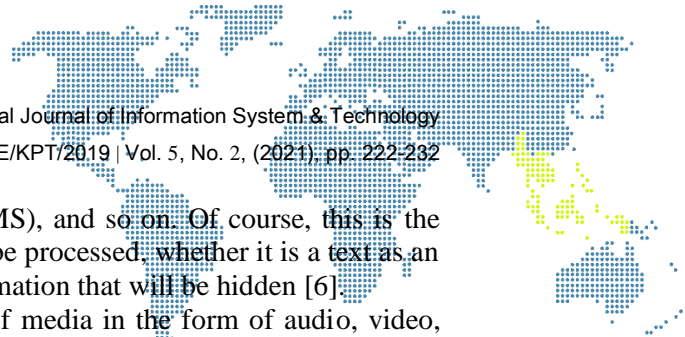 al Journal of Information System & Technology
E/KPT/2019 | Vol. 5, No. 2, (2021), pp. 222-232
MS), and so on. Of course, this is the
be processed, whether it is a text as an
mation that will be hidden [6].
f media in the form of audio, video,